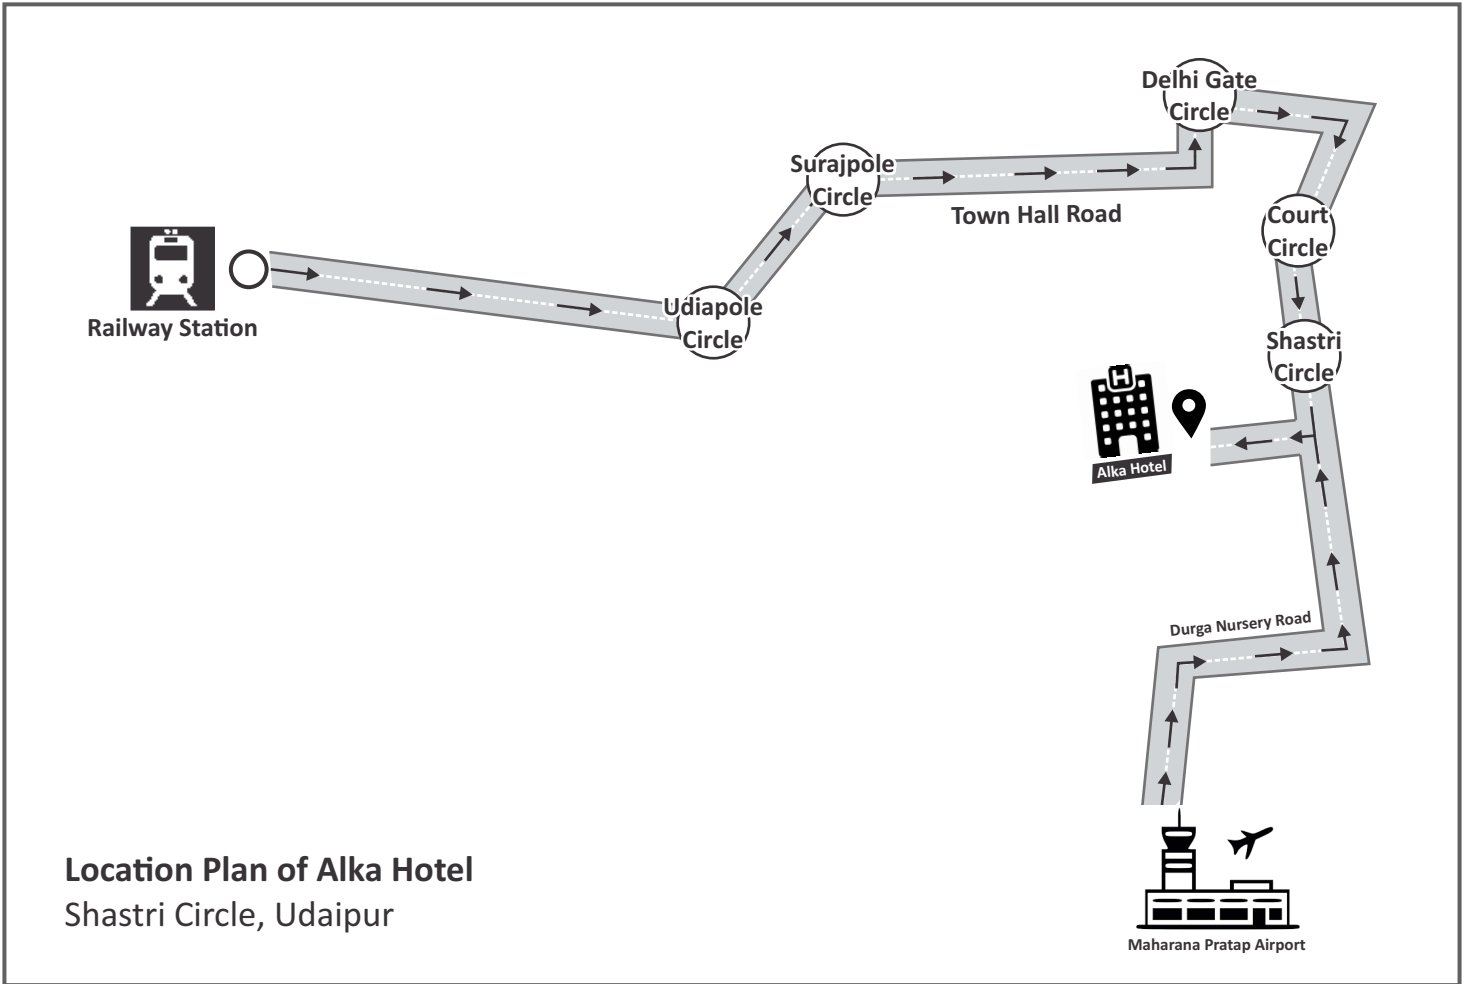 Delhi Gate
Circle
Surajpole
Circle
Town Hall Road
Court
Circle
Railway Station
Udiapole
Circle
Shastri
Circle
H
Alka Hotel
Durga Nursery Road
Location Plan of Alka Hotel
Shastri Circle, Udaipur
Maharana Pratap Airport